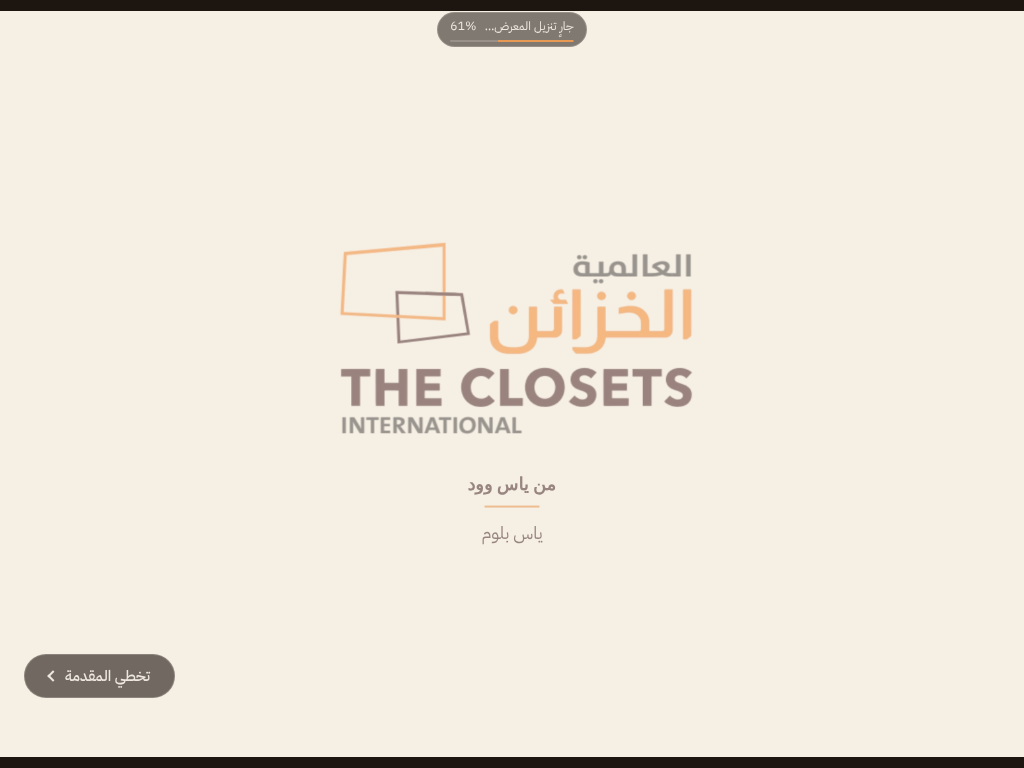 جارٍ تنزيل المعرض... 61%
العالمية
الخزائن
THE CLOSETS
INTERNATIONAL
من ياس وود
ياس بلوم
تخطي المقدمة